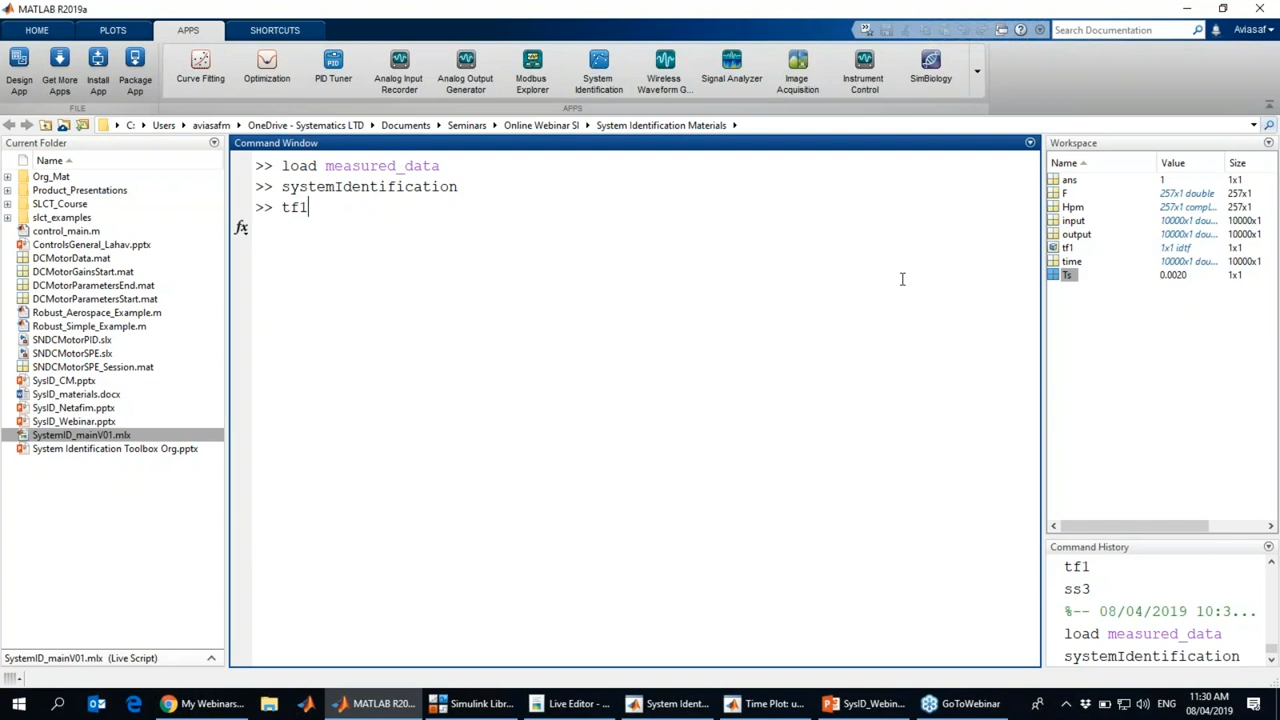 MATLAB R2019a
HOME PLOTS APPS SHORTCUTS
Search Documentation
Aviasaf
Design App
Get More Apps
Install App
Package App
Curve Fitting
Optimization
PID Tuner
Analog Input Recorder
Analog Output Generator
Modbus Explorer
System Identification
Wireless Waveform G...
Signal Analyzer
Image Acquisition
Instrument Control
SimBiology
FILE
APPS
C: Users aviasafm OneDrive - Systematics LTD Documents Seminars Online Webinar SI System Identification Materials
Current Folder
Name
Org_Mat
Product_Presentations
SLCT_Course
slct_examples
control_main.m
ControlsGeneral_Lahav.pptx
DCMotorData.mat
DCMotorGainsStart.mat
DCMotorParametersEnd.mat
DCMotorParametersStart.mat
Robust_Aerospace_Example.m
Robust_Simple_Example.m
SNDCMotorPID.slx
SNDCMotorSPE.slx
SNDCMotorSPE_Session.mat
SysID_CM.pptx
SysID_materials.docx
SysID_Netafim.pptx
SysID_Webinar.pptx
SystemID_mainV01.mlx
System Identification Toolbox Org.pptx
SystemID_mainV01.mlx (Live Script)
Command Window
>> load measured_data
>> systemIdentification
>> tf1
fx
Workspace
Name Value Size
ans 1 1x1
F 257x1 double 257x1
Hpm 257x1 compl... 257x1
input 10000x1 dou... 10000x1
output 10000x1 dou... 10000x1
tf1 1x1 idtf 1x1
time 10000x1 dou... 10000x1
Ts 0.0020 1x1
Command History
tf1
ss3
%-- 08/04/2019 10:3...
load measured_data
systemIdentification
My Webinars...
MATLAB R20...
Simulink Libr...
Live Editor - ...
System Ident...
Time Plot: u...
SysID_Webin...
GoToWebinar
ENG
11:30 AM
08/04/2019